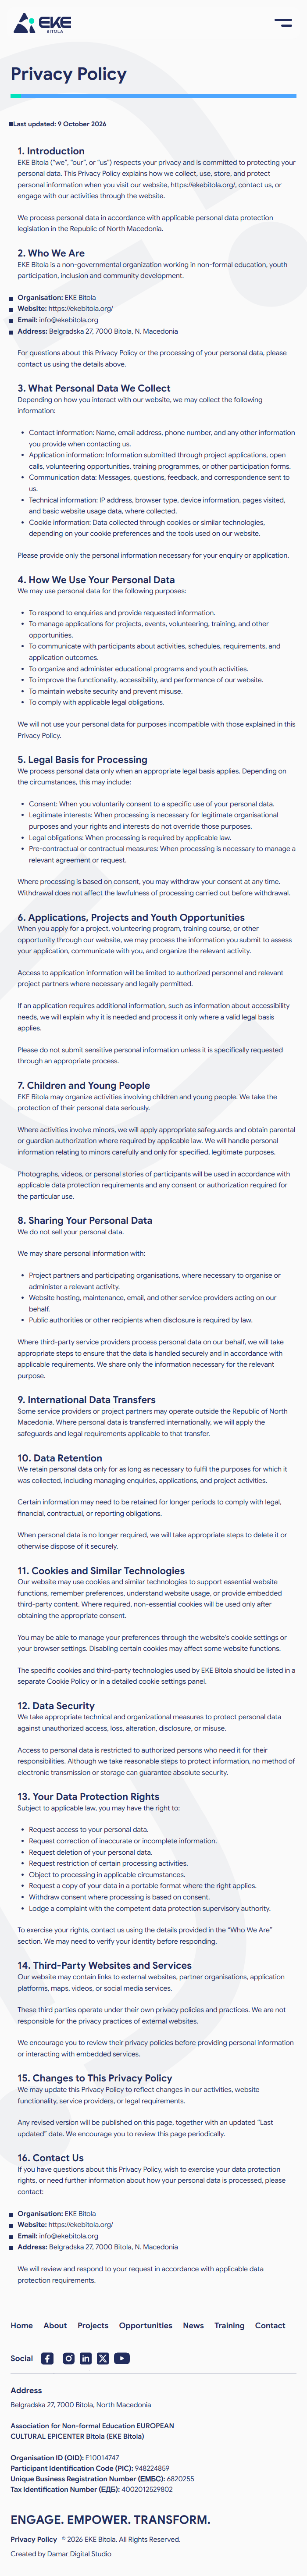 EKE
BITOLA
Privacy Policy
Last updated: 9 October 2026
1. Introduction
EKE Bitola (“we”, “our”, or “us”) respects your privacy and is committed to protecting your
personal data. This Privacy Policy explains how we collect, use, store, and protect
personal information when you visit our website, https://ekebitola.org/, contact us, or
engage with our activities through the website.
We process personal data in accordance with applicable personal data protection
legislation in the Republic of North Macedonia.
2. Who We Are
EKE Bitola is a non-governmental organization working in non-formal education, youth
participation, inclusion and community development.
Organisation: EKE Bitola
Website: https://ekebitola.org/
Email: info@ekebitola.org
Address: Belgradska 27, 7000 Bitola, N. Macedonia
For questions about this Privacy Policy or the processing of your personal data, please
contact us using the details above.
3. What Personal Data We Collect
Depending on how you interact with our website, we may collect the following
information:
• Contact information: Name, email address, phone number, and any other information
you provide when contacting us.
• Application information: Information submitted through project applications, open
calls, volunteering opportunities, training programmes, or other participation forms.
• Communication data: Messages, questions, feedback, and correspondence sent to
us.
• Technical information: IP address, browser type, device information, pages visited,
and basic website usage data, where collected.
• Cookie information: Data collected through cookies or similar technologies,
depending on your cookie preferences and the tools used on our website.
Please provide only the personal information necessary for your enquiry or application.
4. How We Use Your Personal Data
We may use personal data for the following purposes:
• To respond to enquiries and provide requested information.
• To manage applications for projects, events, volunteering, training, and other
opportunities.
• To communicate with participants about activities, schedules, requirements, and
application outcomes.
• To organize and administer educational programs and youth activities.
• To improve the functionality, accessibility, and performance of our website.
• To maintain website security and prevent misuse.
• To comply with applicable legal obligations.
We will not use your personal data for purposes incompatible with those explained in this
Privacy Policy.
5. Legal Basis for Processing
We process personal data only when an appropriate legal basis applies. Depending on
the circumstances, this may include:
• Consent: When you voluntarily consent to a specific use of your personal data.
• Legitimate interests: When processing is necessary for legitimate organisational
purposes and your rights and interests do not override those purposes.
• Legal obligations: When processing is required by applicable law.
• Pre-contractual or contractual measures: When processing is necessary to manage a
relevant agreement or request.
Where processing is based on consent, you may withdraw your consent at any time.
Withdrawal does not affect the lawfulness of processing carried out before withdrawal.
6. Applications, Projects and Youth Opportunities
When you apply for a project, volunteering program, training course, or other
opportunity through our website, we may process the information you submit to assess
your application, communicate with you, and organize the relevant activity.
Access to application information will be limited to authorized personnel and relevant
project partners where necessary and legally permitted.
If an application requires additional information, such as information about accessibility
needs, we will explain why it is needed and process it only where a valid legal basis
applies.
Please do not submit sensitive personal information unless it is specifically requested
through an appropriate process.
7. Children and Young People
EKE Bitola may organize activities involving children and young people. We take the
protection of their personal data seriously.
Where activities involve minors, we will apply appropriate safeguards and obtain parental
or guardian authorization where required by applicable law. We will handle personal
information relating to minors carefully and only for specified, legitimate purposes.
Photographs, videos, or personal stories of participants will be used in accordance with
applicable data protection requirements and any consent or authorization required for
the particular use.
8. Sharing Your Personal Data
We do not sell your personal data.
We may share personal information with:
• Project partners and participating organisations, where necessary to organise or
administer a relevant activity.
• Website hosting, maintenance, email, and other service providers acting on our
behalf.
• Public authorities or other recipients when disclosure is required by law.
Where third-party service providers process personal data on our behalf, we will take
appropriate steps to ensure that the data is handled securely and in accordance with
applicable requirements. We share only the information necessary for the relevant
purpose.
9. International Data Transfers
Some service providers or project partners may operate outside the Republic of North
Macedonia. Where personal data is transferred internationally, we will apply the
safeguards and legal requirements applicable to that transfer.
10. Data Retention
We retain personal data only for as long as necessary to fulfil the purposes for which it
was collected, including managing enquiries, applications, and project activities.
Certain information may need to be retained for longer periods to comply with legal,
financial, contractual, or reporting obligations.
When personal data is no longer required, we will take appropriate steps to delete it or
otherwise dispose of it securely.
11. Cookies and Similar Technologies
Our website may use cookies and similar technologies to support essential website
functions, remember preferences, understand website usage, or provide embedded
third-party content. Where required, non-essential cookies will be used only after
obtaining the appropriate consent.
You may be able to manage your preferences through the website's cookie settings or
your browser settings. Disabling certain cookies may affect some website functions.
The specific cookies and third-party technologies used by EKE Bitola should be listed in a
separate Cookie Policy or in a detailed cookie settings panel.
12. Data Security
We take appropriate technical and organizational measures to protect personal data
against unauthorized access, loss, alteration, disclosure, or misuse.
Access to personal data is restricted to authorized persons who need it for their
responsibilities. Although we take reasonable steps to protect information, no method of
electronic transmission or storage can guarantee absolute security.
13. Your Data Protection Rights
Subject to applicable law, you may have the right to:
• Request access to your personal data.
• Request correction of inaccurate or incomplete information.
• Request deletion of your personal data.
• Request restriction of certain processing activities.
• Object to processing in applicable circumstances.
• Request a copy of your data in a portable format where the right applies.
• Withdraw consent where processing is based on consent.
• Lodge a complaint with the competent data protection supervisory authority.
To exercise your rights, contact us using the details provided in the “Who We Are”
section. We may need to verify your identity before responding.
14. Third-Party Websites and Services
Our website may contain links to external websites, partner organisations, application
platforms, maps, videos, or social media services.
These third parties operate under their own privacy policies and practices. We are not
responsible for the privacy practices of external websites.
We encourage you to review their privacy policies before providing personal information
or interacting with embedded services.
15. Changes to This Privacy Policy
We may update this Privacy Policy to reflect changes in our activities, website
functionality, service providers, or legal requirements.
Any revised version will be published on this page, together with an updated “Last
updated” date. We encourage you to review this page periodically.
16. Contact Us
If you have questions about this Privacy Policy, wish to exercise your data protection
rights, or need further information about how your personal data is processed, please
contact:
Organisation: EKE Bitola
Website: https://ekebitola.org/
Email: info@ekebitola.org
Address: Belgradska 27, 7000 Bitola, N. Macedonia
We will review and respond to your request in accordance with applicable data
protection requirements.
Home About Projects Opportunities News Training Contact
Social
Address
Belgradska 27, 7000 Bitola, North Macedonia
Association for Non-formal Education EUROPEAN
CULTURAL EPICENTER Bitola (EKE Bitola)
Organisation ID (OID): E10014747
Participant Identification Code (PIC): 948224859
Unique Business Registration Number (ЕМБС): 6820255
Tax Identification Number (ЕДБ): 4002012529802
ENGAGE. EMPOWER. TRANSFORM.
Privacy Policy © 2026 EKE Bitola. All Rights Reserved.
Created by Damar Digital Studio